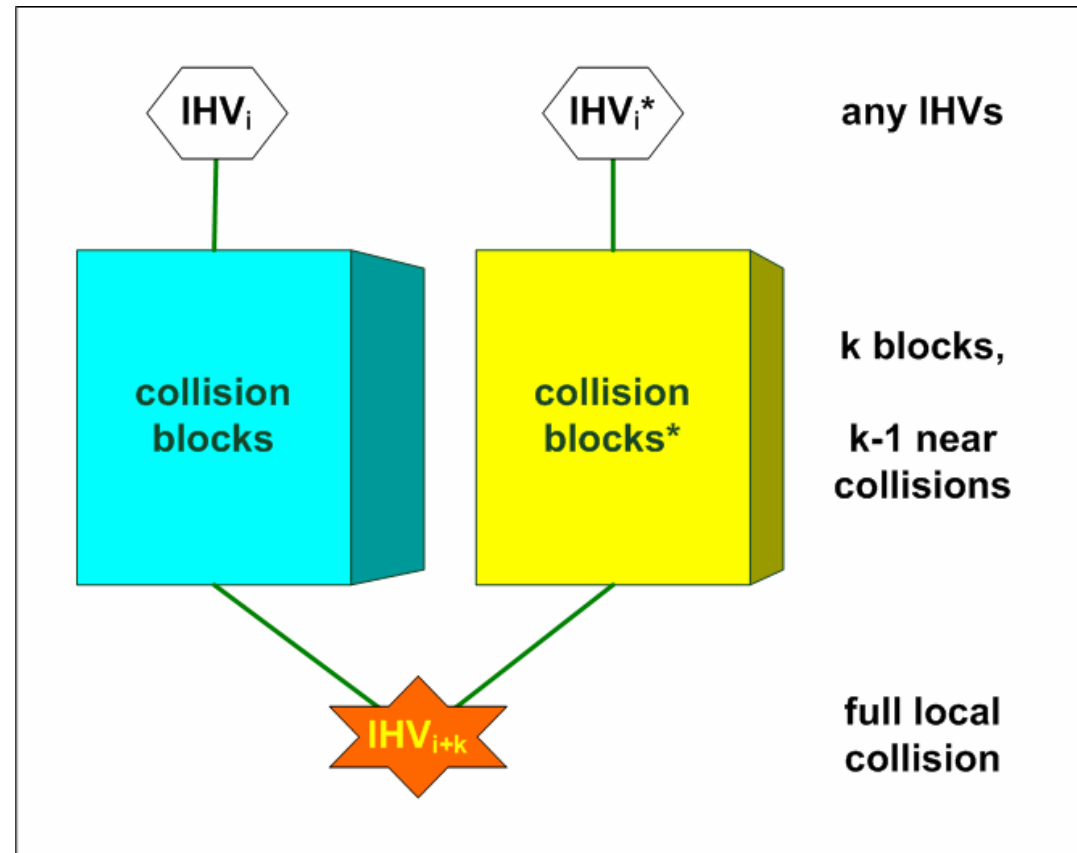 IHVi
IHVi*
any IHVs
collision
blocks
collision
blocks*
k blocks,
k-1 near
collisions
IHVi+k
full local
collision